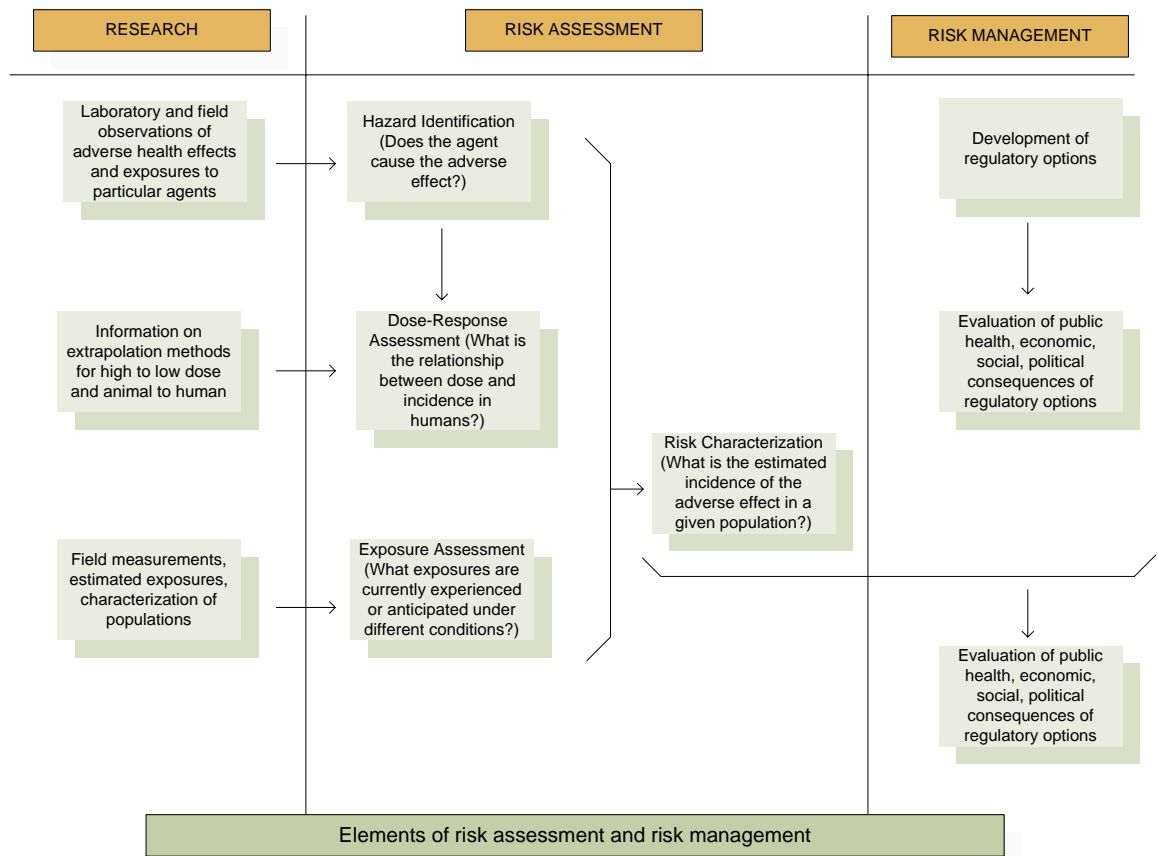 RESEARCH
RISK ASSESSMENT
RISK MANAGEMENT
Laboratory and field
observations of
adverse health effects
and exposures to
particular agents
Hazard Identification
(Does the agent
cause the adverse
effect?)
Development of
regulatory options
Information on
extrapolation methods
for high to low dose
and animal to human
Dose-Response
Assessment (What is
the relationship
between dose and
incidence in
humans?)
Evaluation of public
health, economic,
social, political
consequences of
regulatory options
Risk Characterization
(What is the estimated
incidence of the
adverse effect in a
given population?)
Field measurements,
estimated exposures,
characterization of
populations
Exposure Assessment
(What exposures are
currently experienced
or anticipated under
different conditions?)
Evaluation of public
health, economic,
social, political
consequences of
regulatory options
Elements of risk assessment and risk management